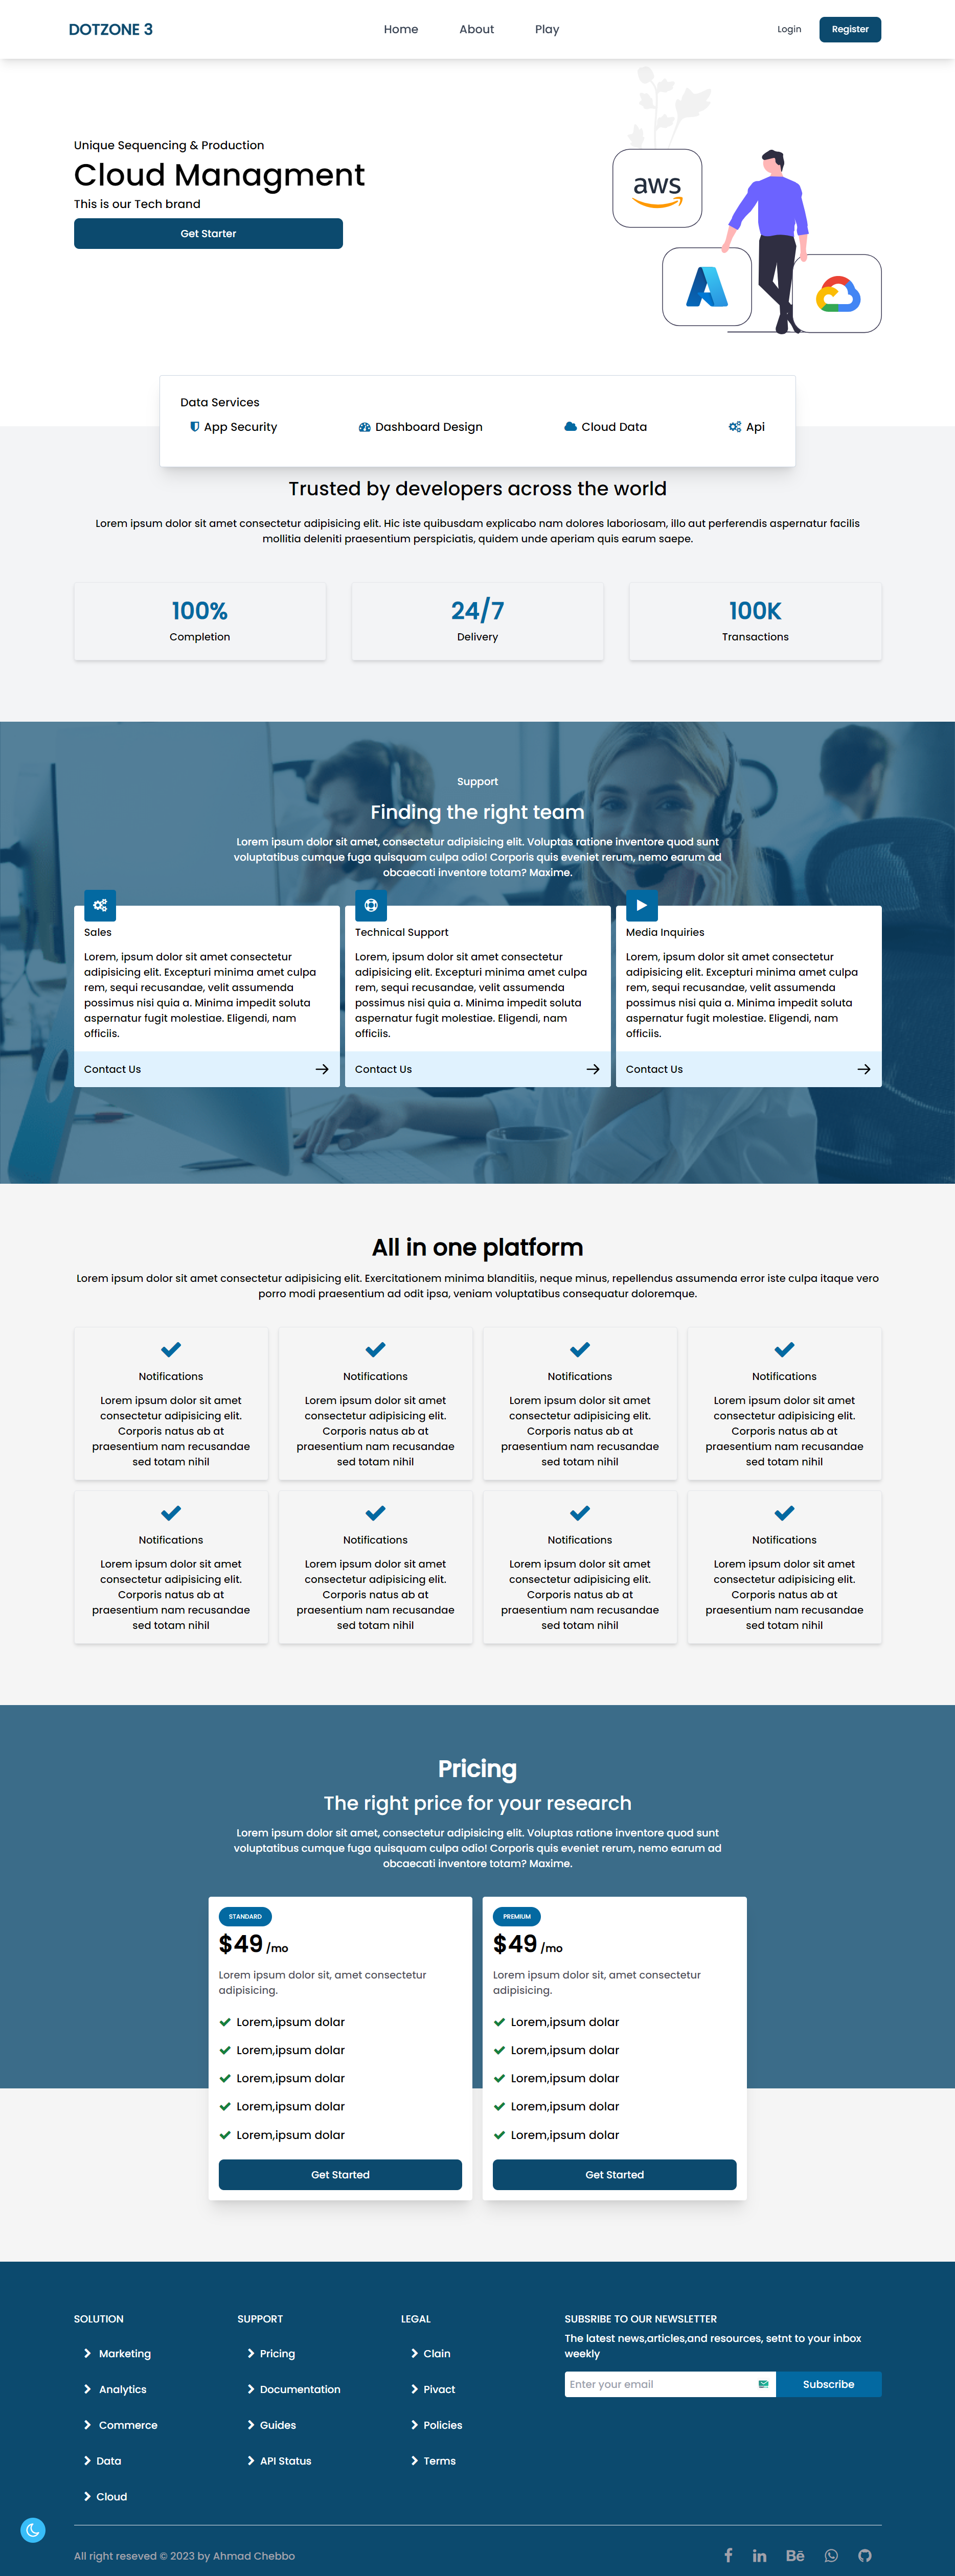 DOTZONE 3
Home About Play
Login Register
Unique Sequencing & Production
Cloud Managment
This is our Tech brand
Get Starter
aws
Data Services
App Security Dashboard Design Cloud Data Api
Trusted by developers across the world
Lorem ipsum dolor sit amet consectetur adipisicing elit. Hic iste quibusdam explicabo nam dolores laboriosam, illo aut perferendis aspernatur facilis
mollitia deleniti praesentium perspiciatis, quidem unde aperiam quis earum saepe.
100% 24/7 100K
Completion Delivery Transactions
Support
Finding the right team
Lorem ipsum dolor sit amet, consectetur adipisicing elit. Voluptas ratione inventore quod sunt
voluptatibus cumque fuga quisquam culpa odio! Corporis quis eveniet rerum, nemo earum ad
obcaecati inventore totam? Maxime.
Sales
Lorem, ipsum dolor sit amet consectetur
adipisicing elit. Excepturi minima amet culpa
rem, sequi recusandae, velit assumenda
possimus nisi quia a. Minima impedit soluta
aspernatur fugit molestiae. Eligendi, nam
officiis.
Contact Us
Technical Support
Lorem, ipsum dolor sit amet consectetur
adipisicing elit. Excepturi minima amet culpa
rem, sequi recusandae, velit assumenda
possimus nisi quia a. Minima impedit soluta
aspernatur fugit molestiae. Eligendi, nam
officiis.
Contact Us
Media Inquiries
Lorem, ipsum dolor sit amet consectetur
adipisicing elit. Excepturi minima amet culpa
rem, sequi recusandae, velit assumenda
possimus nisi quia a. Minima impedit soluta
aspernatur fugit molestiae. Eligendi, nam
officiis.
Contact Us
All in one platform
Lorem ipsum dolor sit amet consectetur adipisicing elit. Exercitationem minima blanditiis, neque minus, repellendus assumenda error iste culpa itaque vero
porro modi praesentium ad odit ipsa, veniam voluptatibus consequatur doloremque.
Notifications
Lorem ipsum dolor sit amet
consectetur adipisicing elit.
Corporis natus ab at
praesentium nam recusandae
sed totam nihil
Notifications
Lorem ipsum dolor sit amet
consectetur adipisicing elit.
Corporis natus ab at
praesentium nam recusandae
sed totam nihil
Notifications
Lorem ipsum dolor sit amet
consectetur adipisicing elit.
Corporis natus ab at
praesentium nam recusandae
sed totam nihil
Notifications
Lorem ipsum dolor sit amet
consectetur adipisicing elit.
Corporis natus ab at
praesentium nam recusandae
sed totam nihil
Notifications
Lorem ipsum dolor sit amet
consectetur adipisicing elit.
Corporis natus ab at
praesentium nam recusandae
sed totam nihil
Notifications
Lorem ipsum dolor sit amet
consectetur adipisicing elit.
Corporis natus ab at
praesentium nam recusandae
sed totam nihil
Notifications
Lorem ipsum dolor sit amet
consectetur adipisicing elit.
Corporis natus ab at
praesentium nam recusandae
sed totam nihil
Notifications
Lorem ipsum dolor sit amet
consectetur adipisicing elit.
Corporis natus ab at
praesentium nam recusandae
sed totam nihil
Pricing
The right price for your research
Lorem ipsum dolor sit amet, consectetur adipisicing elit. Voluptas ratione inventore quod sunt
voluptatibus cumque fuga quisquam culpa odio! Corporis quis eveniet rerum, nemo earum ad
obcaecati inventore totam? Maxime.
STANDARD
$49 /mo
Lorem ipsum dolor sit, amet consectetur
adipisicing.
Lorem,ipsum dolar
Lorem,ipsum dolar
Lorem,ipsum dolar
Lorem,ipsum dolar
Lorem,ipsum dolar
Get Started
PREMIUM
$49 /mo
Lorem ipsum dolor sit, amet consectetur
adipisicing.
Lorem,ipsum dolar
Lorem,ipsum dolar
Lorem,ipsum dolar
Lorem,ipsum dolar
Lorem,ipsum dolar
Get Started
SOLUTION
Marketing
Analytics
Commerce
Data
Cloud
SUPPORT
Pricing
Documentation
Guides
API Status
LEGAL
Clain
Pivact
Policies
Terms
SUBSRIBE TO OUR NEWSLETTER
The latest news,articles,and resources, setnt to your inbox
weekly
Enter your email Subscribe
All right reseved © 2023 by Ahmad Chebbo